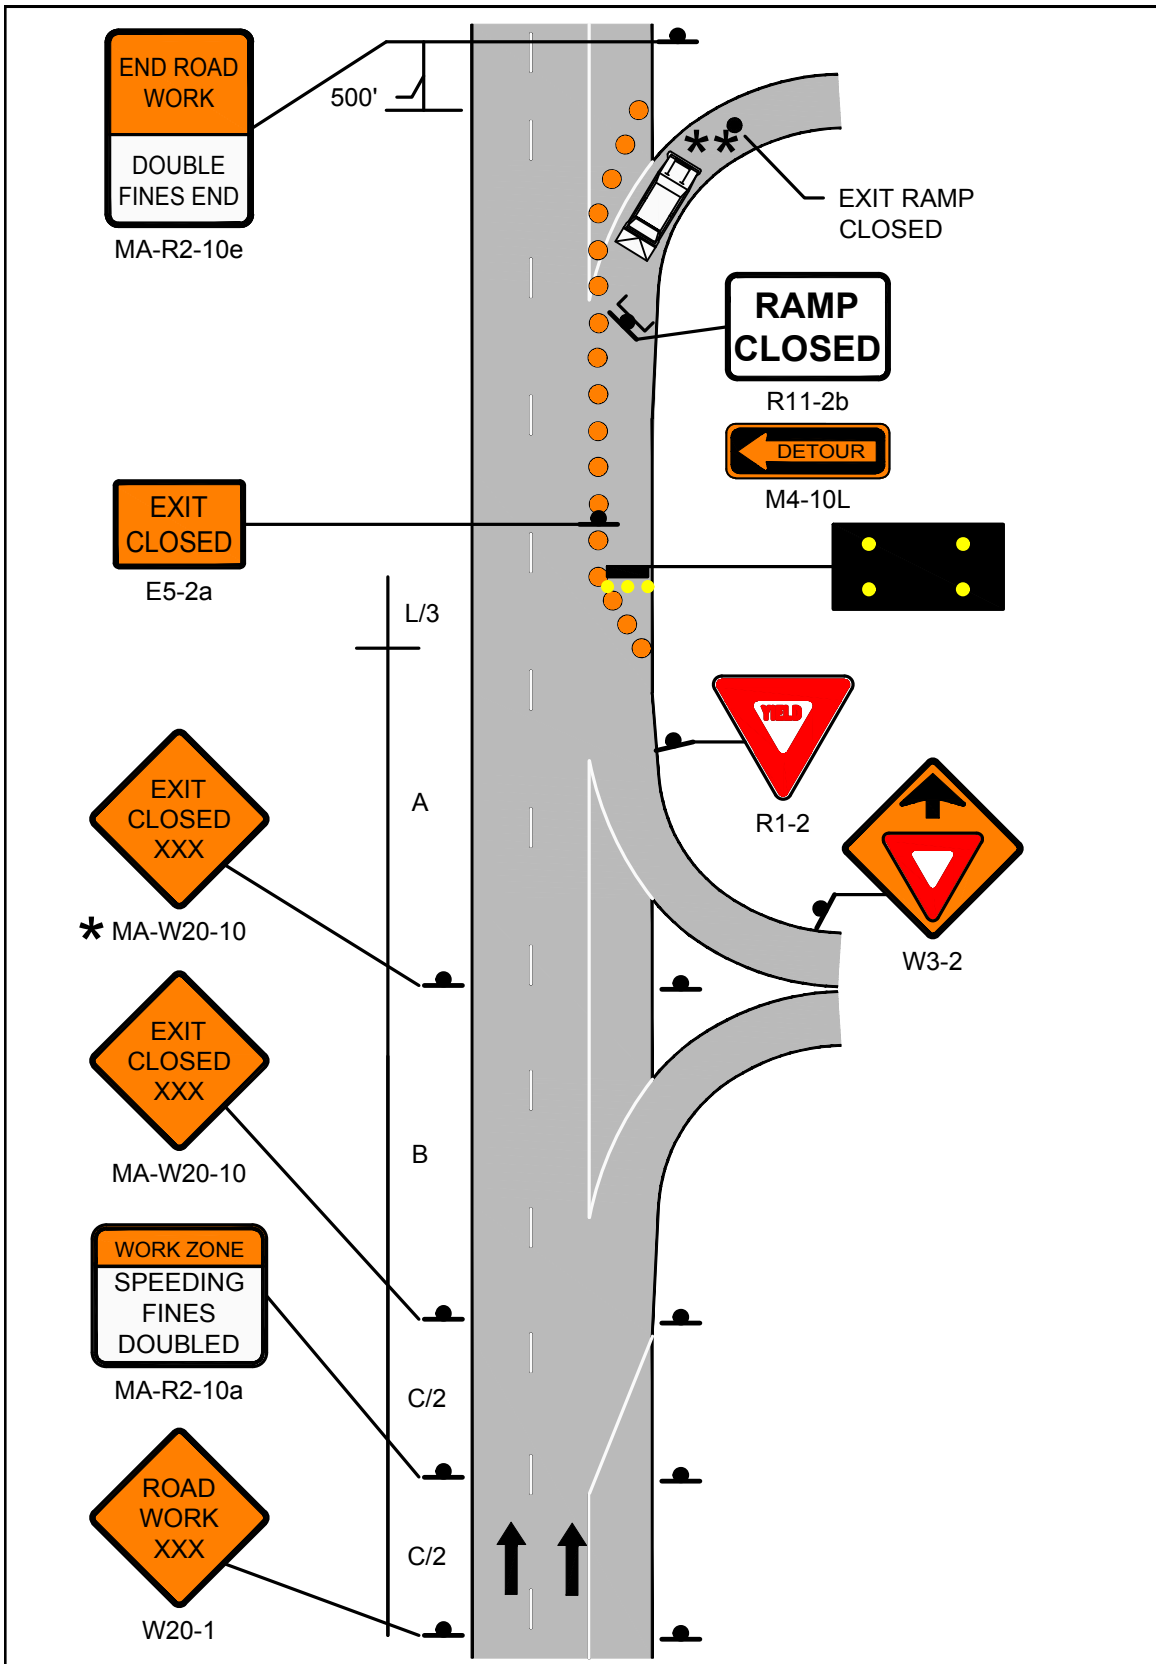 END ROAD
WORK
DOUBLE
FINES END
MA-R2-10e
500'
EXIT RAMP
CLOSED
RAMP
CLOSED
R11-2b
DETOUR
M4-10L
EXIT
CLOSED
E5-2a
L/3
YIELD
R1-2
A
EXIT
CLOSED
XXX
* MA-W20-10
W3-2
EXIT
CLOSED
XXX
MA-W20-10
B
WORK ZONE
SPEEDING
FINES
DOUBLED
MA-R2-10a
C/2
ROAD
WORK
XXX
W20-1
C/2
**